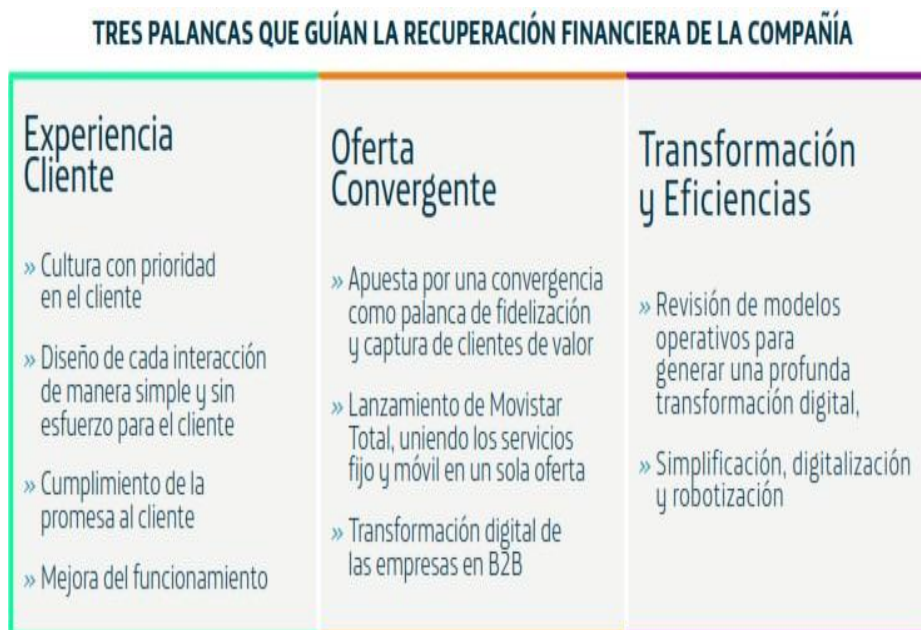 TRES PALANCAS QUE GUÍAN LA RECUPERACIÓN FINANCIERA DE LA COMPAÑÍA
Experiencia
Cliente
» Cultura con prioridad
en el cliente
» Diseño de cada interacción
de manera simple y sin
esfuerzo para el cliente
» Cumplimiento de la
promesa al cliente
» Mejora del funcionamiento
Oferta
Convergente
» Apuesta por una convergencia
como palanca de fidelización
y captura de clientes de valor
» Lanzamiento de Movistar
Total, uniendo los servicios
fijo y móvil en un sola oferta
» Transformación digital de
las empresas en B2B
Transformación
y Eficiencias
» Revisión de modelos
operativos para
generar una profunda
transformación digital,
» Simplificación, digitalización
y robotización